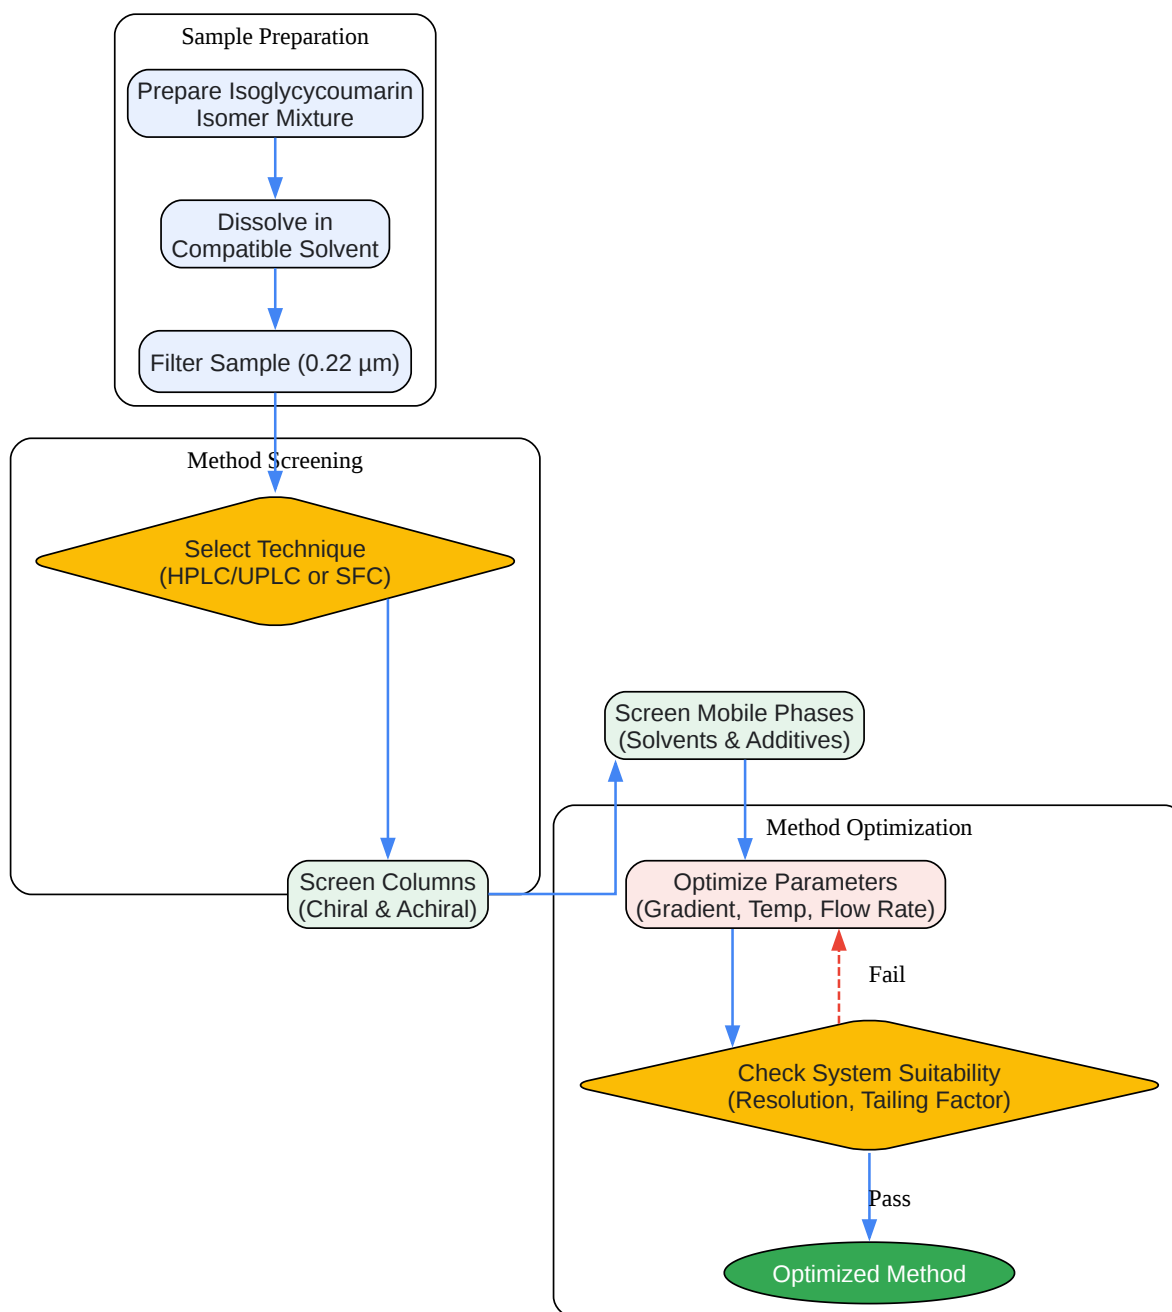 Sample Preparation
Prepare Isoglycycoumarin
Isomer Mixture
Dissolve in
Compatible Solvent
Filter Sample (0.22 µm)
Method Screening
Select Technique
(HPLC/UPLC or SFC)
Screen Columns
(Chiral & Achiral)
Screen Mobile Phases
(Solvents & Additives)
Method Optimization
Optimize Parameters
(Gradient, Temp, Flow Rate)
Fail
Check System Suitability
(Resolution, Tailing Factor)
Pass
Optimized Method